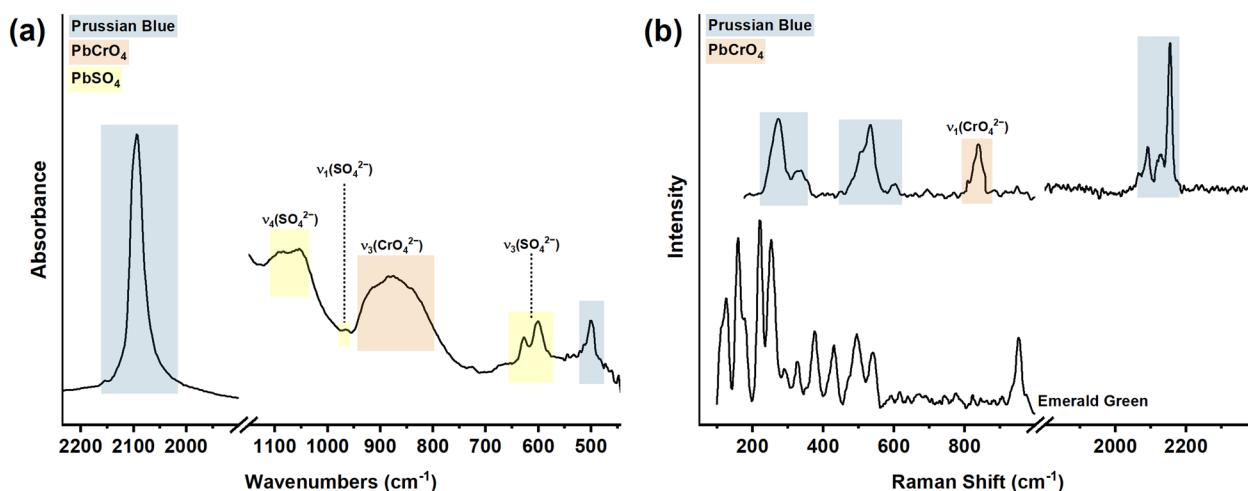 (a)
Prussian Blue
PbCrO₄
PbSO₄
ν₁(SO₄²⁻)
ν₄(SO₄²⁻)
ν₃(CrO₄²⁻)
ν₃(SO₄²⁻)
Absorbance
2200 2100 2000 1100 1000 900 800 700 600 500
Wavenumbers (cm⁻¹)
(b)
Prussian Blue
PbCrO₄
ν₁(CrO₄²⁻)
Intensity
Emerald Green
200 400 600 800 2000 2200
Raman Shift (cm⁻¹)